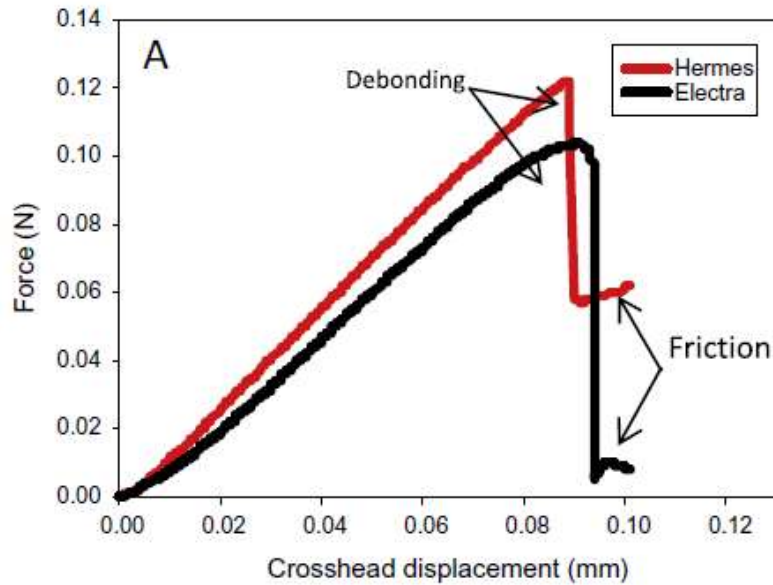 0.14
A
Hermes
Electra
Debonding
0.12
0.10
0.08
Force (N)
0.06
Friction
0.04
0.02
0.00
0.00 0.02 0.04 0.06 0.08 0.10 0.12
Crosshead displacement (mm)